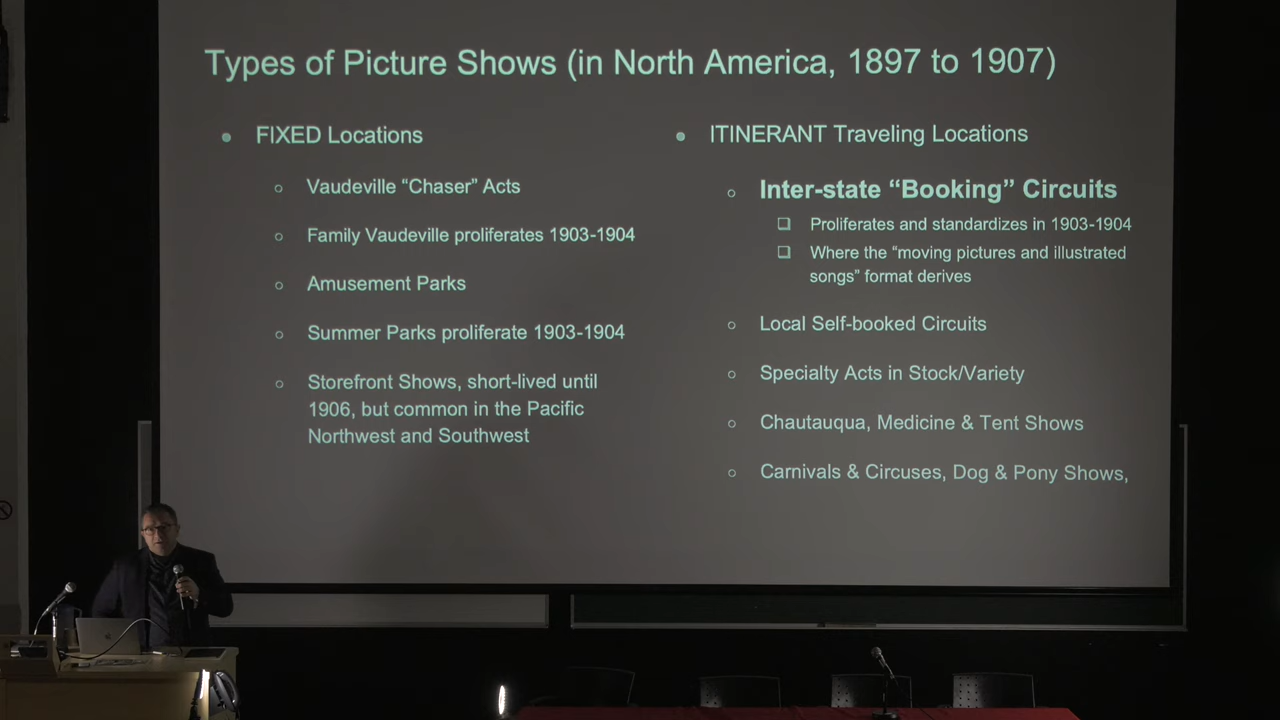 Types of Picture Shows (in North America, 1897 to 1907)
FIXED Locations
Vaudeville “Chaser” Acts
Family Vaudeville proliferates 1903-1904
Amusement Parks
Summer Parks proliferate 1903-1904
Storefront Shows, short-lived until
1906, but common in the Pacific
Northwest and Southwest
ITINERANT Traveling Locations
Inter-state “Booking” Circuits
Proliferates and standardizes in 1903-1904
Where the “moving pictures and illustrated
songs” format derives
Local Self-booked Circuits
Specialty Acts in Stock/Variety
Chautauqua, Medicine & Tent Shows
Carnivals & Circuses, Dog & Pony Shows,